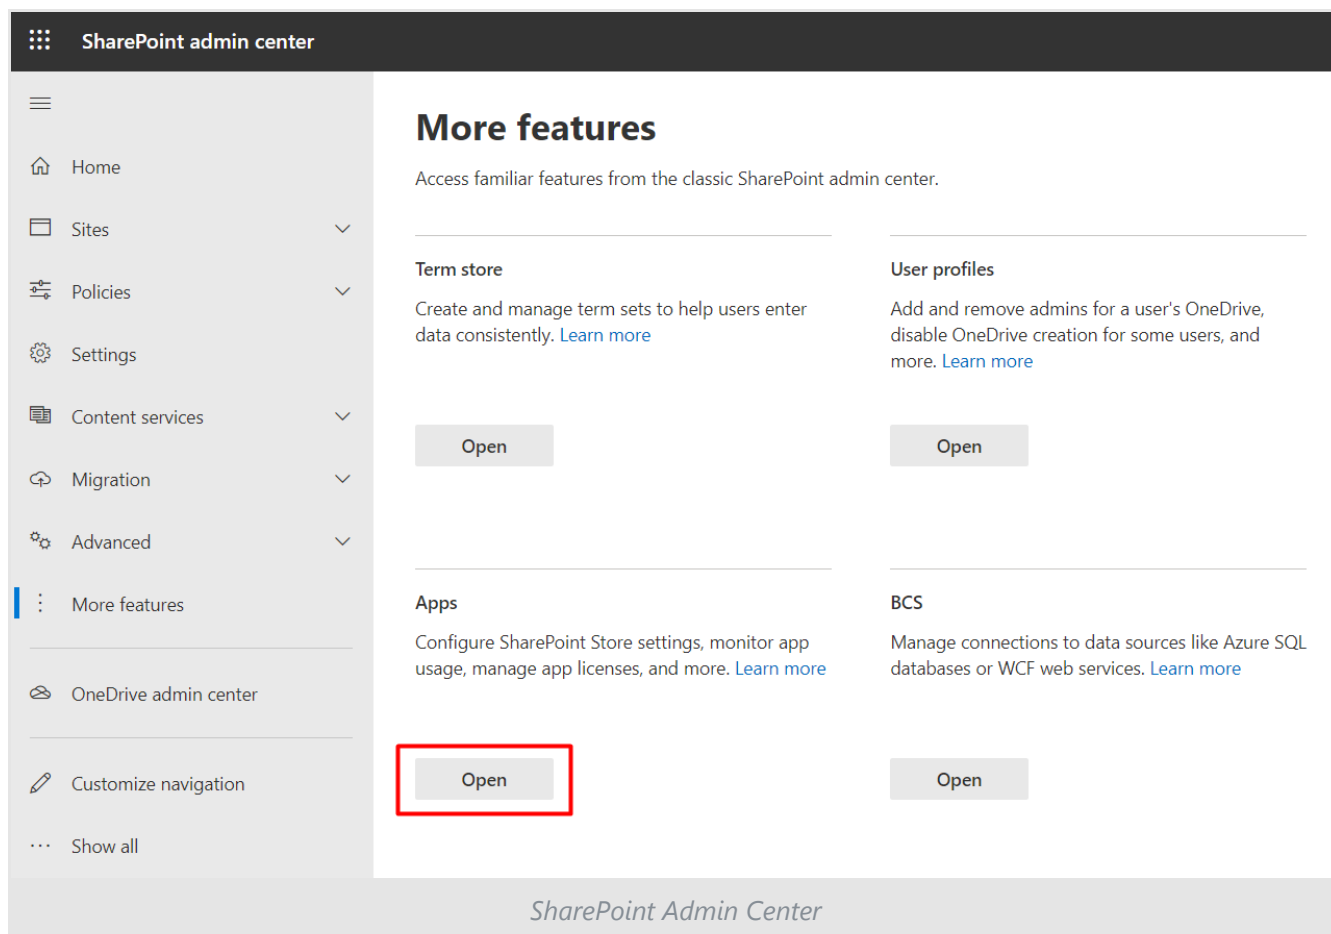 SharePoint admin center
Home
Sites
Policies
Settings
Content services
Migration
Advanced
More features
OneDrive admin center
Customize navigation
Show all
More features
Access familiar features from the classic SharePoint admin center.
Term store
Create and manage term sets to help users enter
data consistently. Learn more
Open
User profiles
Add and remove admins for a user's OneDrive,
disable OneDrive creation for some users, and
more. Learn more
Open
Apps
Configure SharePoint Store settings, monitor app
usage, manage app licenses, and more. Learn more
Open
BCS
Manage connections to data sources like Azure SQL
databases or WCF web services. Learn more
Open
SharePoint Admin Center